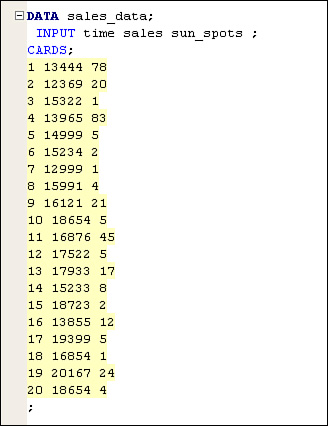 DATA sales_data;
INPUT time sales sun_spots ;
CARDS;
1 13444 78
2 12369 20
3 15322 1
4 13965 83
5 14999 5
6 15234 2
7 12999 1
8 15991 4
9 16121 21
10 18654 5
11 16876 45
12 17522 5
13 17933 17
14 15233 8
15 18723 2
16 13855 12
17 19399 5
18 16854 1
19 20167 24
20 18654 4
;